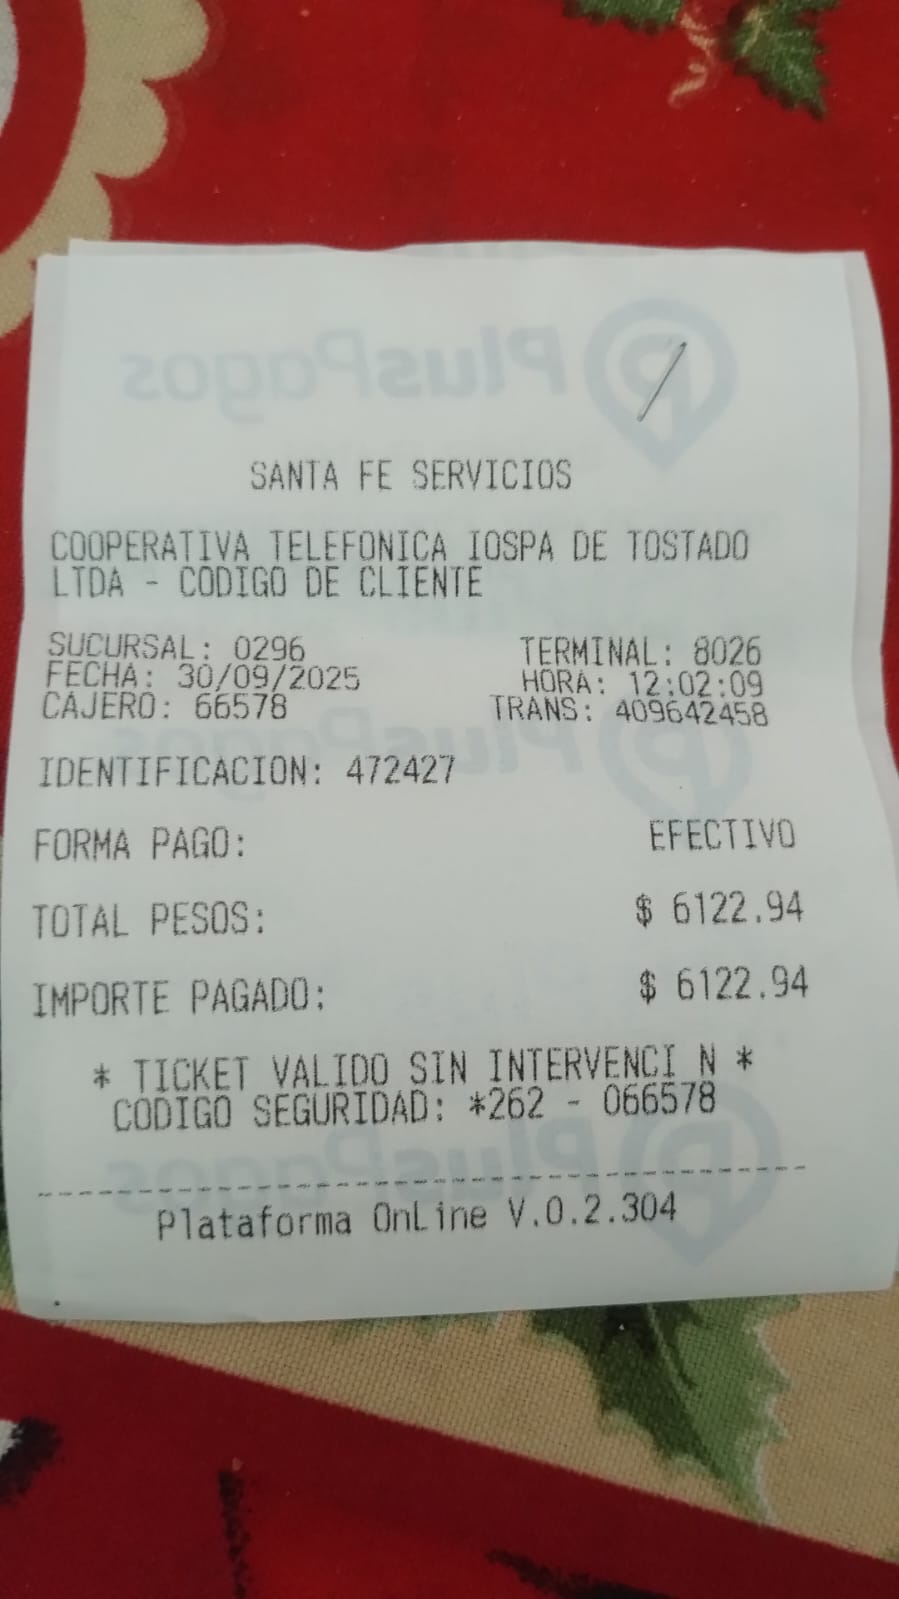 SANTA FE SERVICIOS
COOPERATIVA TELEFONICA IOSPA DE TOSTADO
LTDA - CODIGO DE CLIENTE
SUCURSAL: 0296 TERMINAL: 8026
FECHA: 30/09/2025 HORA: 12:02:09
CAJERO: 66578 TRANS: 409642458
IDENTIFICACION: 472427
FORMA PAGO: EFECTIVO
TOTAL PESOS: $ 6122.94
IMPORTE PAGADO: $ 6122.94
* TICKET VALIDO SIN INTERVENCI N *
CODIGO SEGURIDAD: *262 - 066578
Plataforma OnLine V.0.2.304
PlusPagos
PlusPagos
PlusPagos